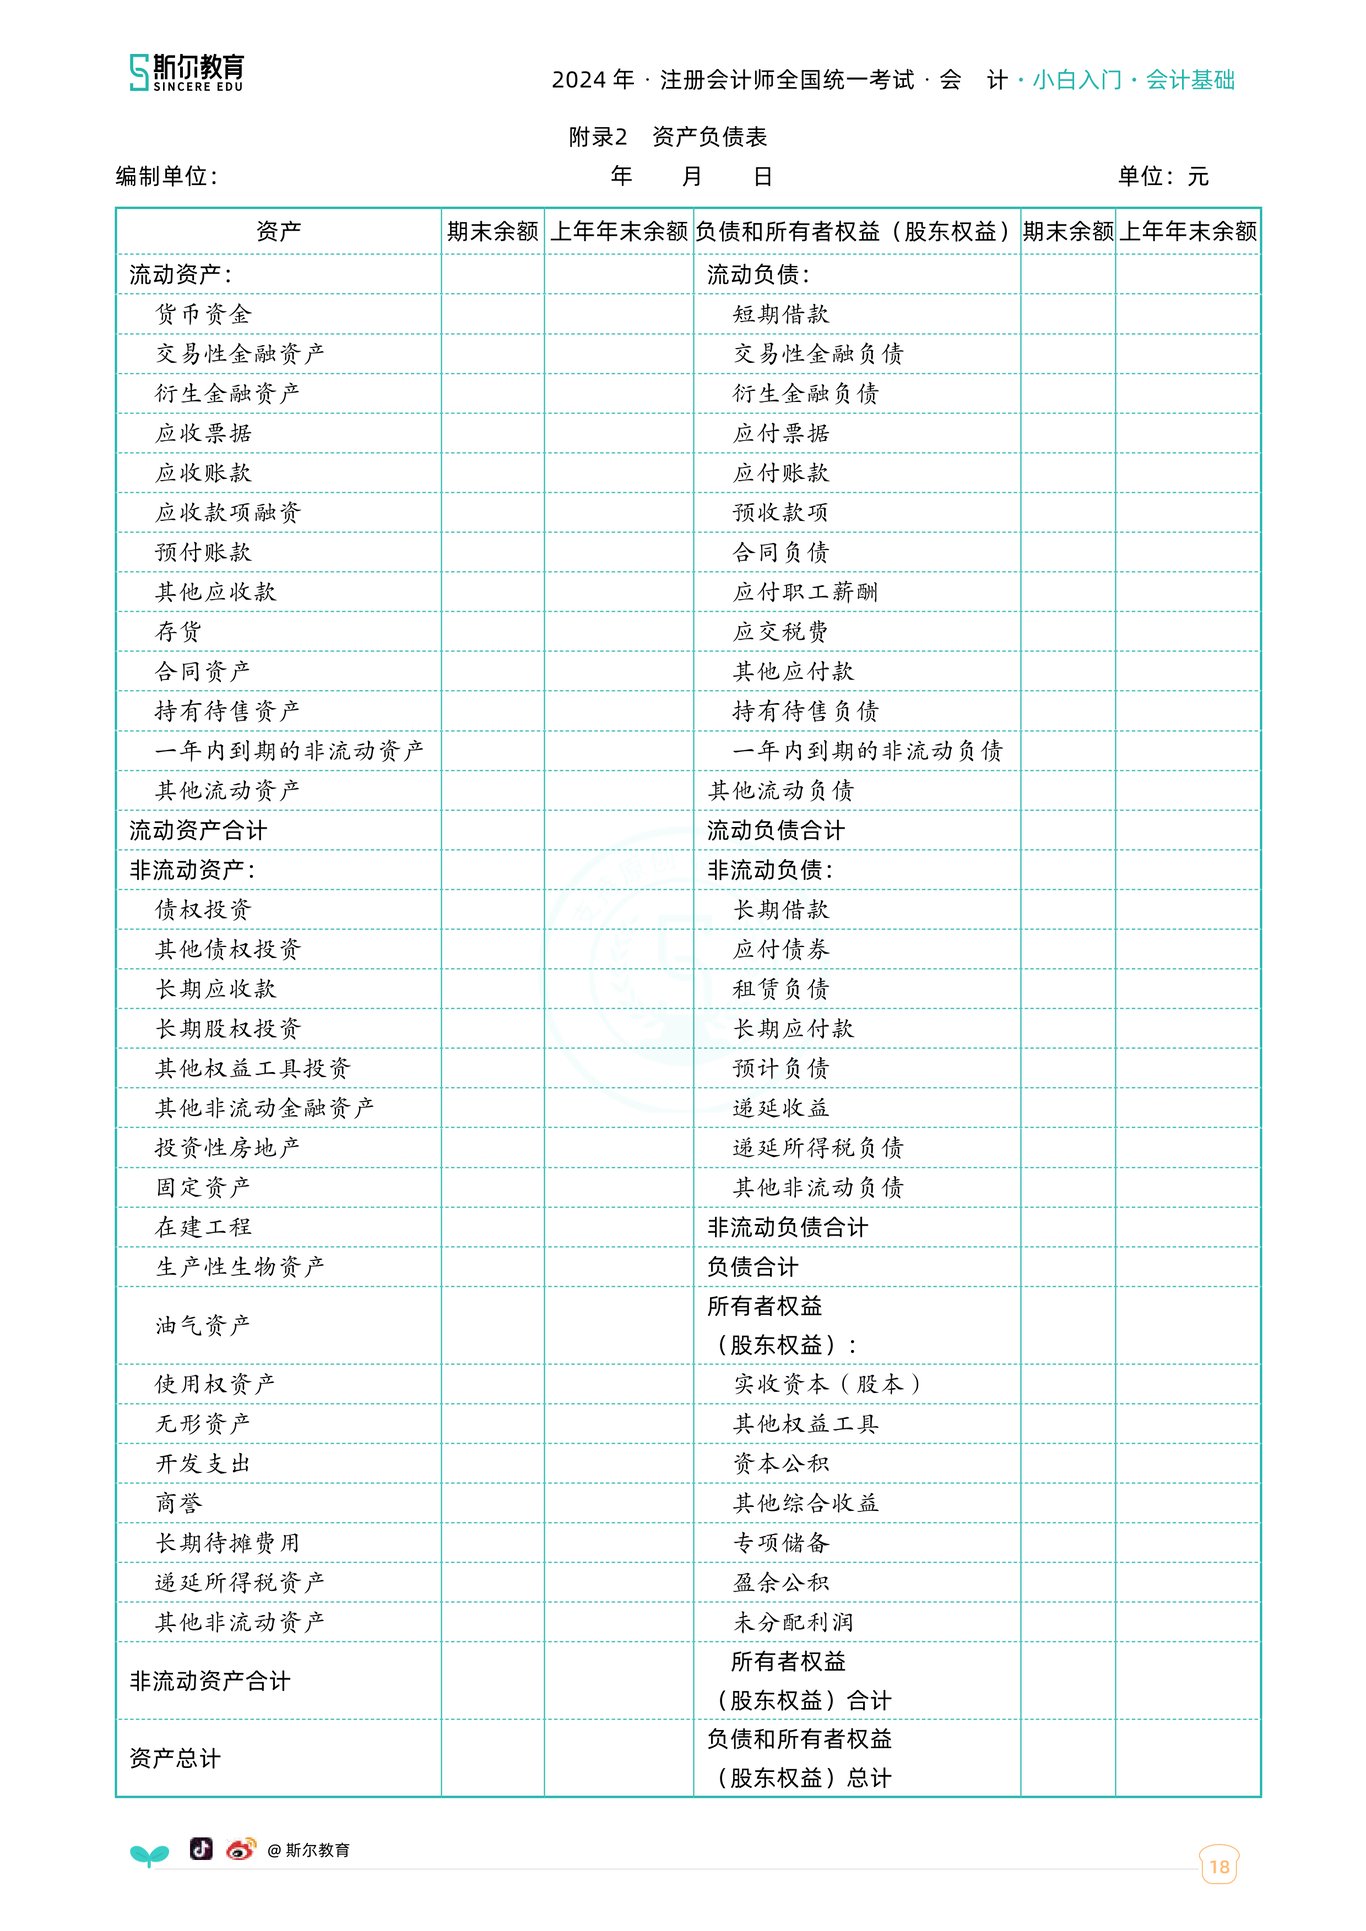 斯尔教育
SINCERE EDU
2024 年 · 注册会计师全国统一考试 · 会　计 · 小白入门 · 会计基础
附录2　资产负债表
编制单位：　年　月　日　单位：元
资产　期末余额　上年年末余额　负债和所有者权益（股东权益）　期末余额　上年年末余额
流动资产：　流动负债：
货币资金　短期借款
交易性金融资产　交易性金融负债
衍生金融资产　衍生金融负债
应收票据　应付票据
应收账款　应付账款
应收款项融资　预收款项
预付账款　合同负债
其他应收款　应付职工薪酬
存货　应交税费
合同资产　其他应付款
持有待售资产　持有待售负债
一年内到期的非流动资产　一年内到期的非流动负债
其他流动资产　其他流动负债
流动资产合计　流动负债合计
非流动资产：　非流动负债：
债权投资　长期借款
其他债权投资　应付债券
长期应收款　租赁负债
长期股权投资　长期应付款
其他权益工具投资　预计负债
其他非流动金融资产　递延收益
投资性房地产　递延所得税负债
固定资产　其他非流动负债
在建工程　非流动负债合计
生产性生物资产　负债合计
油气资产　所有者权益
（股东权益）：
使用权资产　实收资本（股本）
无形资产　其他权益工具
开发支出　资本公积
商誉　其他综合收益
长期待摊费用　专项储备
递延所得税资产　盈余公积
其他非流动资产　未分配利润
非流动资产合计　所有者权益
（股东权益）合计
资产总计　负债和所有者权益
（股东权益）总计
@ 斯尔教育
18